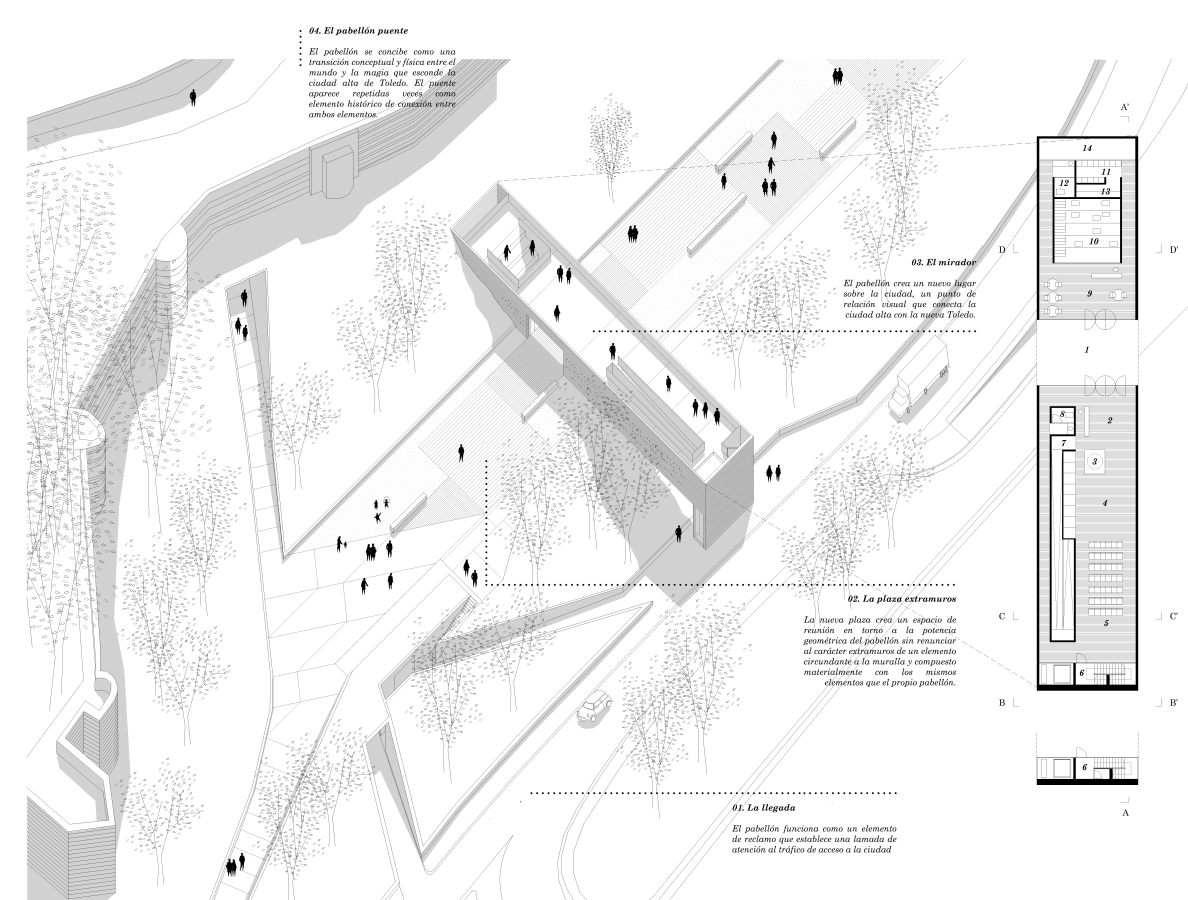 04. El pabellón puente
El pabellón se concibe como una
transición conceptual y física entre el
mundo y la magia que esconde la
ciudad alta de Toledo. El puente
aparece repetidas veces como
elemento histórico de conexión entre
ambos elementos.
03. El mirador
El pabellón crea un nuevo lugar
sobre la ciudad, un punto de
relación visual que conecta la
ciudad alta con la nueva Toledo.
02. La plaza extramuros
La nueva plaza crea un espacio de
reunión en torno a la potencia
geométrica del pabellón sin renunciar
al carácter extramuros de un elemento
circundante a la muralla y compuesto
materialmente con los mismos
elementos que el propio pabellón.
01. La llegada
El pabellón funciona como un elemento
de reclamo que establece una lamada de
atención al tráfico de acceso a la ciudad
A'
14
11
12
13
D
10
D'
9
1
8
2
7
3
4
C
5
C'
6
B
B'
6
A